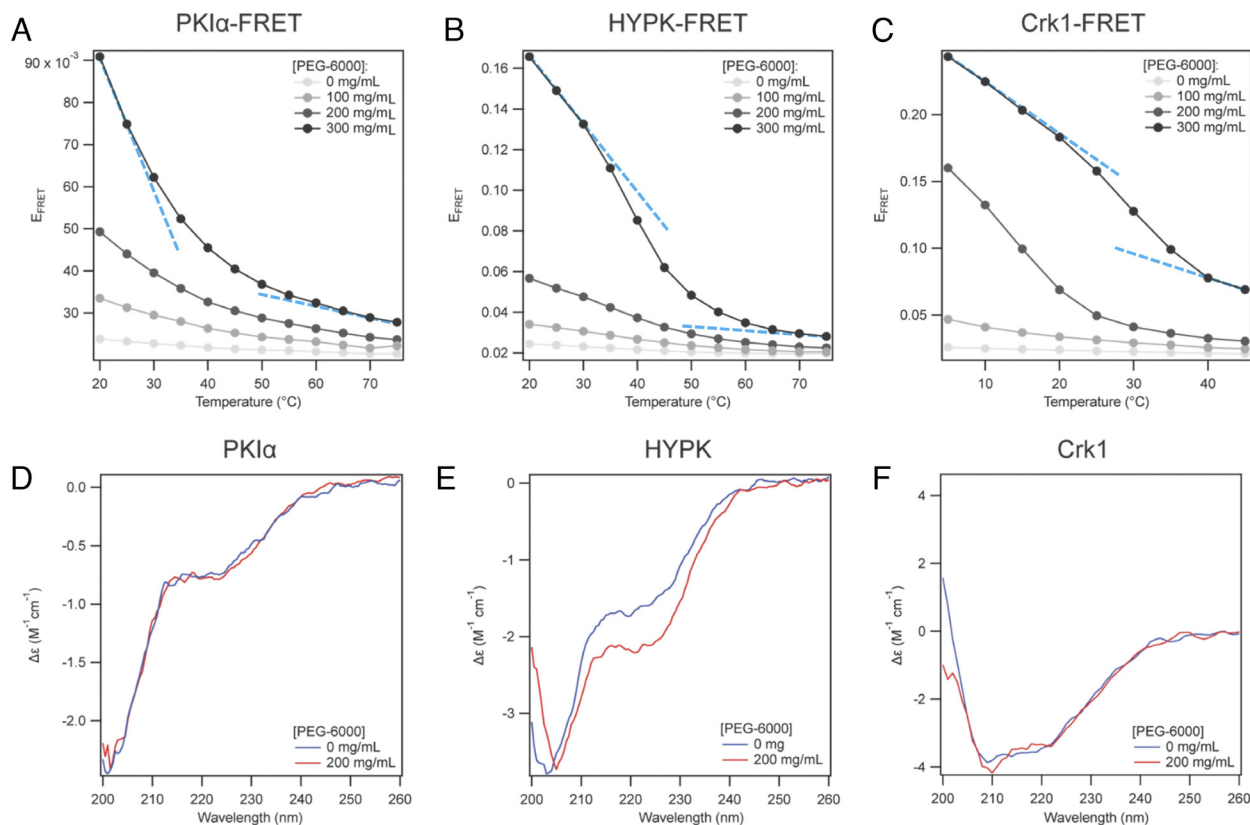 A
PKIα-FRET
90 x 10⁻³
80
70
60
50
40
30
E_FRET
20 30 40 50 60 70
Temperature (°C)
[PEG-6000]:
0 mg/mL
100 mg/mL
200 mg/mL
300 mg/mL
B
HYPK-FRET
0.16
0.14
0.12
0.10
0.08
0.06
0.04
0.02
E_FRET
20 30 40 50 60 70
Temperature (°C)
[PEG-6000]:
0 mg/mL
100 mg/mL
200 mg/mL
300 mg/mL
C
Crk1-FRET
0.20
0.15
0.10
0.05
E_FRET
10 20 30 40
Temperature (°C)
[PEG-6000]:
0 mg/mL
100 mg/mL
200 mg/mL
300 mg/mL
D
PKIα
0.0
-0.5
-1.0
-1.5
-2.0
Δε (M⁻¹ cm⁻¹)
200 210 220 230 240 250 260
Wavelength (nm)
[PEG-6000]
0 mg/mL
200 mg/mL
E
HYPK
0
-1
-2
-3
Δε (M⁻¹ cm⁻¹)
200 210 220 230 240 250 260
Wavelength (nm)
[PEG-6000]
0 mg
200 mg/mL
F
Crk1
4
2
0
-2
-4
Δε (M⁻¹ cm⁻¹)
200 210 220 230 240 250 260
Wavelength (nm)
[PEG-6000]
0 mg/mL
200 mg/mL